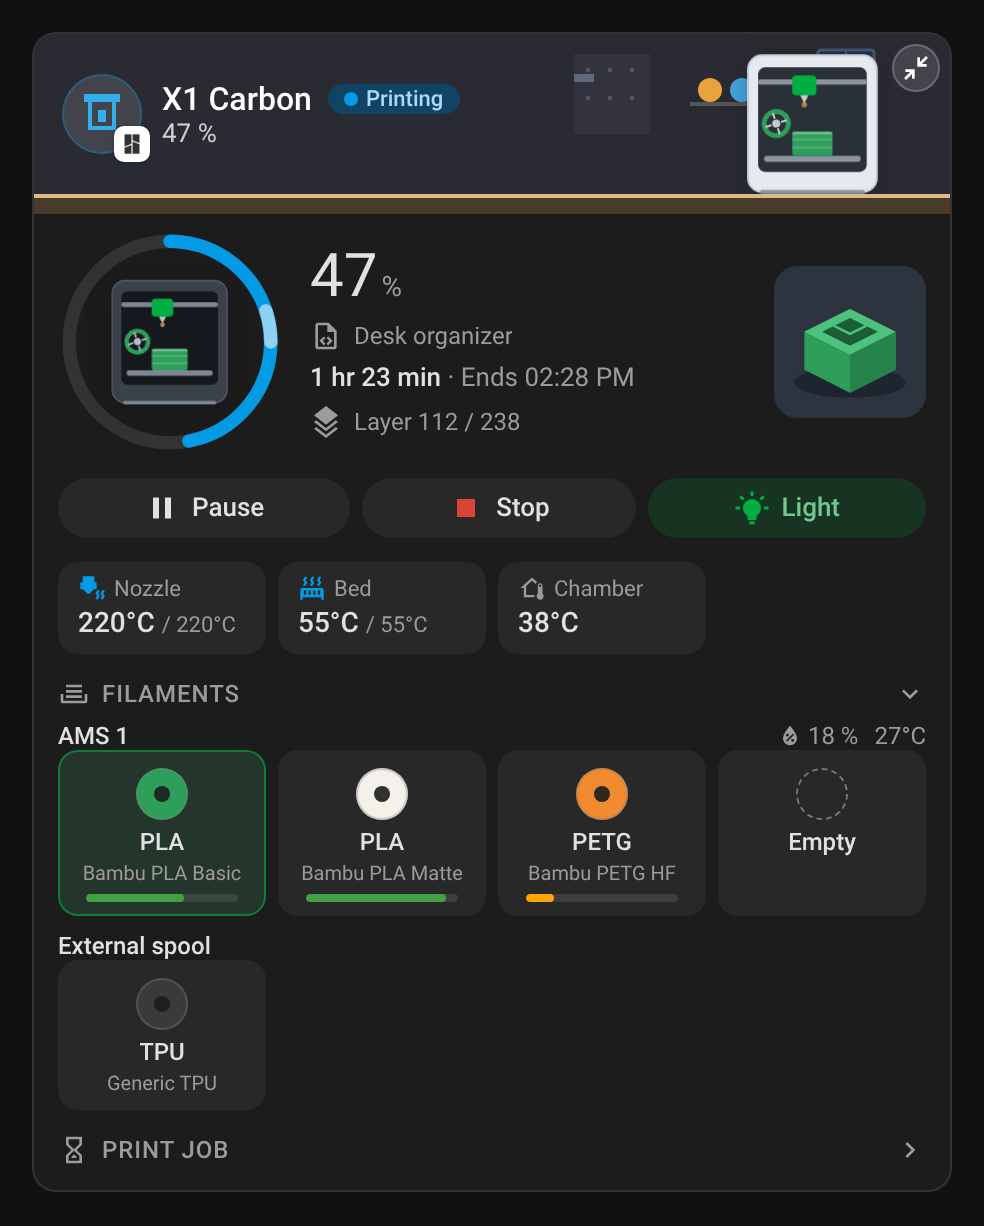 X1 Carbon Printing
47 %
47 %
Desk organizer
1 hr 23 min · Ends 02:28 PM
Layer 112 / 238
Pause Stop Light
Nozzle Bed Chamber
220°C / 220°C 55°C / 55°C 38°C
FILAMENTS
AMS 1 18 % 27°C
PLA PLA PETG Empty
Bambu PLA Basic Bambu PLA Matte Bambu PETG HF
External spool
TPU
Generic TPU
PRINT JOB